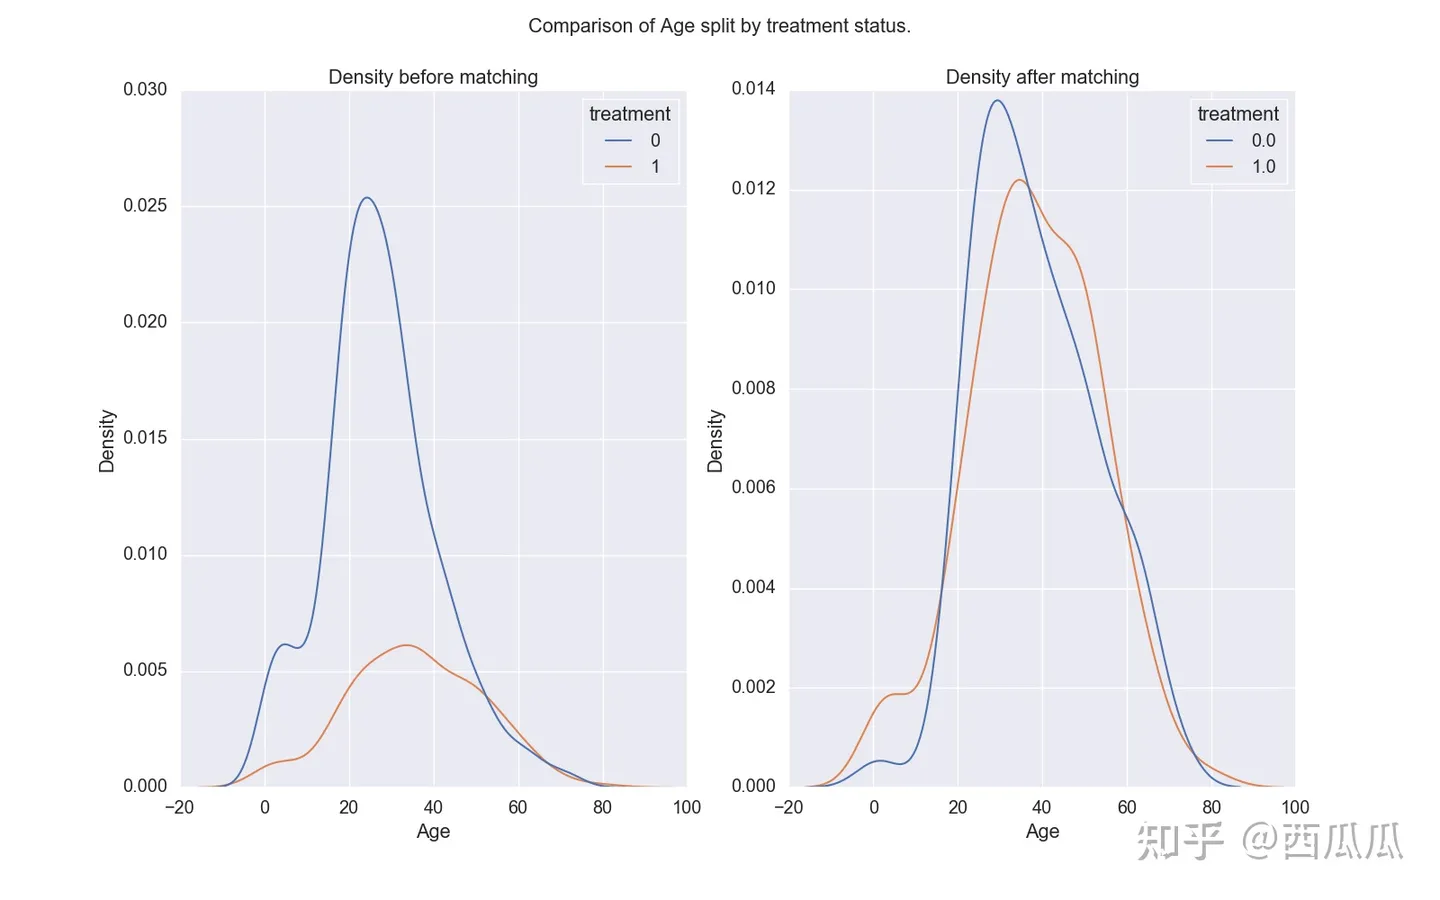 Comparison of Age split by treatment status.
Density before matching
0.030
0.025
0.020
0.015
0.010
0.005
0.000
Density
−20 0 20 40 60 80 100
Age
treatment
0
1
Density after matching
0.014
0.012
0.010
0.008
0.006
0.004
0.002
0.000
Density
−20 0 20 40 60 80 100
Age
treatment
0.0
1.0
知乎 @西瓜瓜